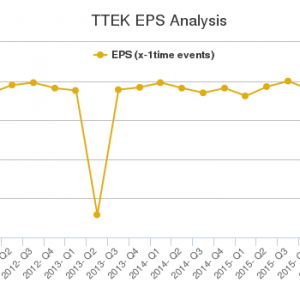 TTEK EPS Analysis
EPS (x-1time events)
Q2
2012- Q3
2012- Q4
2013- Q1
2013- Q2
2013- Q3
2013- Q4
2014- Q1
2014- Q2
2014- Q3
2014- Q4
2015- Q1
2015- Q2
2015- Q3